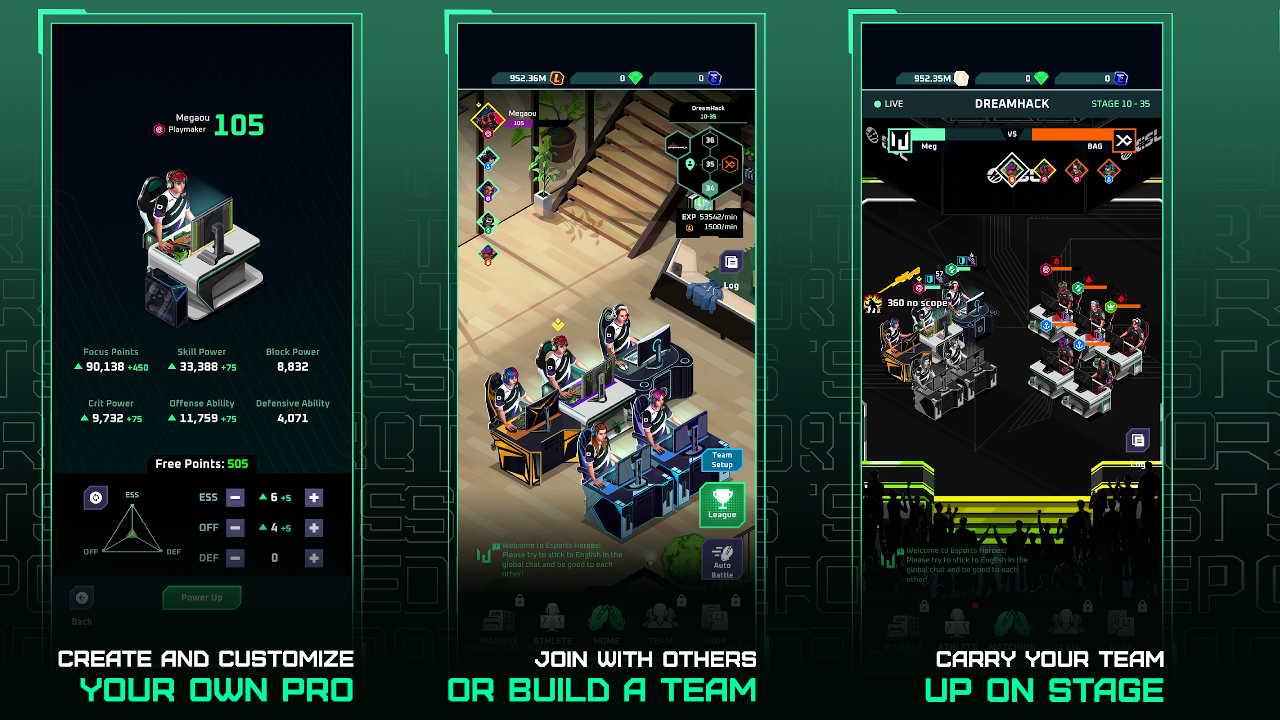 Megaou
Playmaker
105
Focus Points
90,138 +450
Skill Power
33,388 +75
Block Power
8,832
Crit Power
9,732 +75
Offense Ability
11,759 +75
Defensive Ability
4,071
Free Points: 505
ESS
OFF
DEF
ESS
6 +5
OFF
4 +5
DEF
0
Back
Power Up
CREATE AND CUSTOMIZE
YOUR OWN PRO
952.36M
0
0
Megaou
105
DreamHack
10-35
36
35
34
EXP 53542/min
1500/min
Log
Team
Setup
League
Auto
Battle
Welcome to Esports Heroes!
Please try to stick to English in the
global chat and be good to each
other!
MANAGE
ATHLETE
HOME
TEAM
SHOP
JOIN WITH OTHERS
OR BUILD A TEAM
952.35M
0
0
LIVE
DREAMHACK
STAGE 10 - 35
Meg
VS
BAG
ESL
57
360 no scope
Log
Welcome to Esports Heroes!
Please try to stick to English in the
global chat and be good to each
other!
CARRY YOUR TEAM
UP ON STAGE